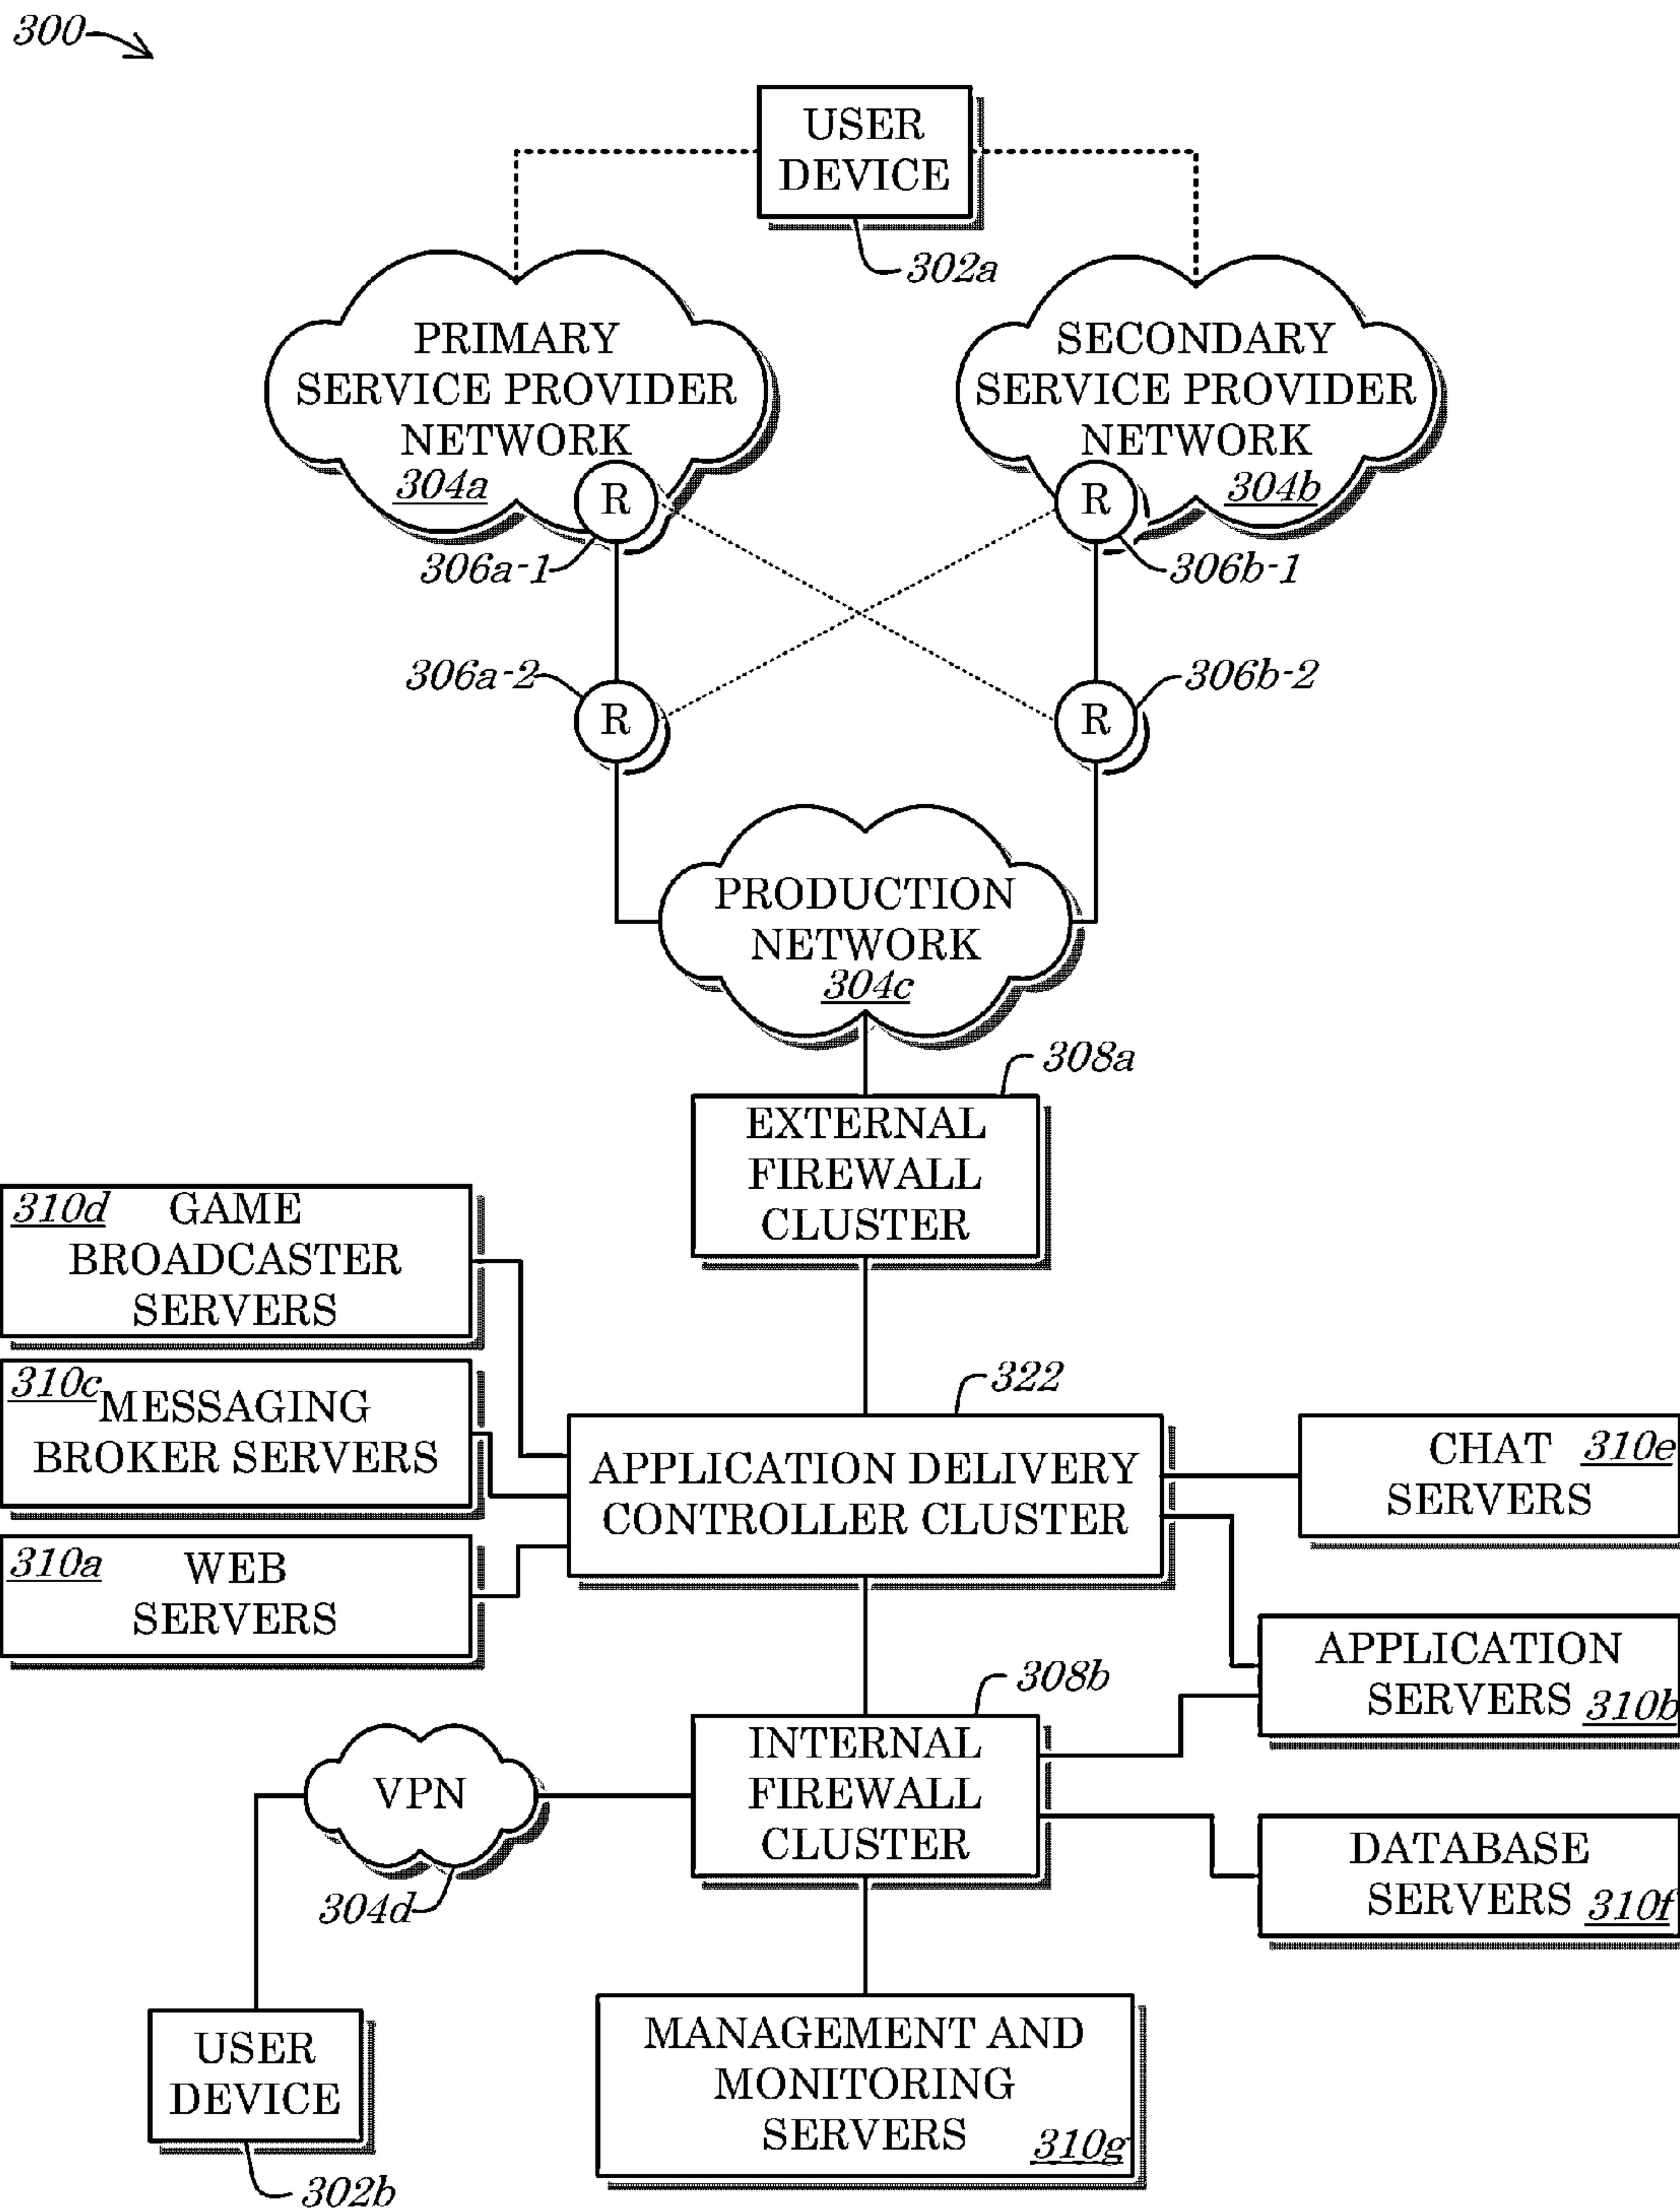 300
USER
DEVICE
302a
PRIMARY
SERVICE PROVIDER
NETWORK
304a
R
306a-1
SECONDARY
SERVICE PROVIDER
NETWORK
304b
R
306b-1
306a-2
R
306b-2
R
PRODUCTION
NETWORK
304c
308a
EXTERNAL
FIREWALL
CLUSTER
310d GAME
BROADCASTER
SERVERS
310c MESSAGING
BROKER SERVERS
310a WEB
SERVERS
322
APPLICATION DELIVERY
CONTROLLER CLUSTER
CHAT 310e
SERVERS
APPLICATION
SERVERS 310b
308b
INTERNAL
FIREWALL
CLUSTER
VPN
304d
DATABASE
SERVERS 310f
USER
DEVICE
302b
MANAGEMENT AND
MONITORING
SERVERS 310g